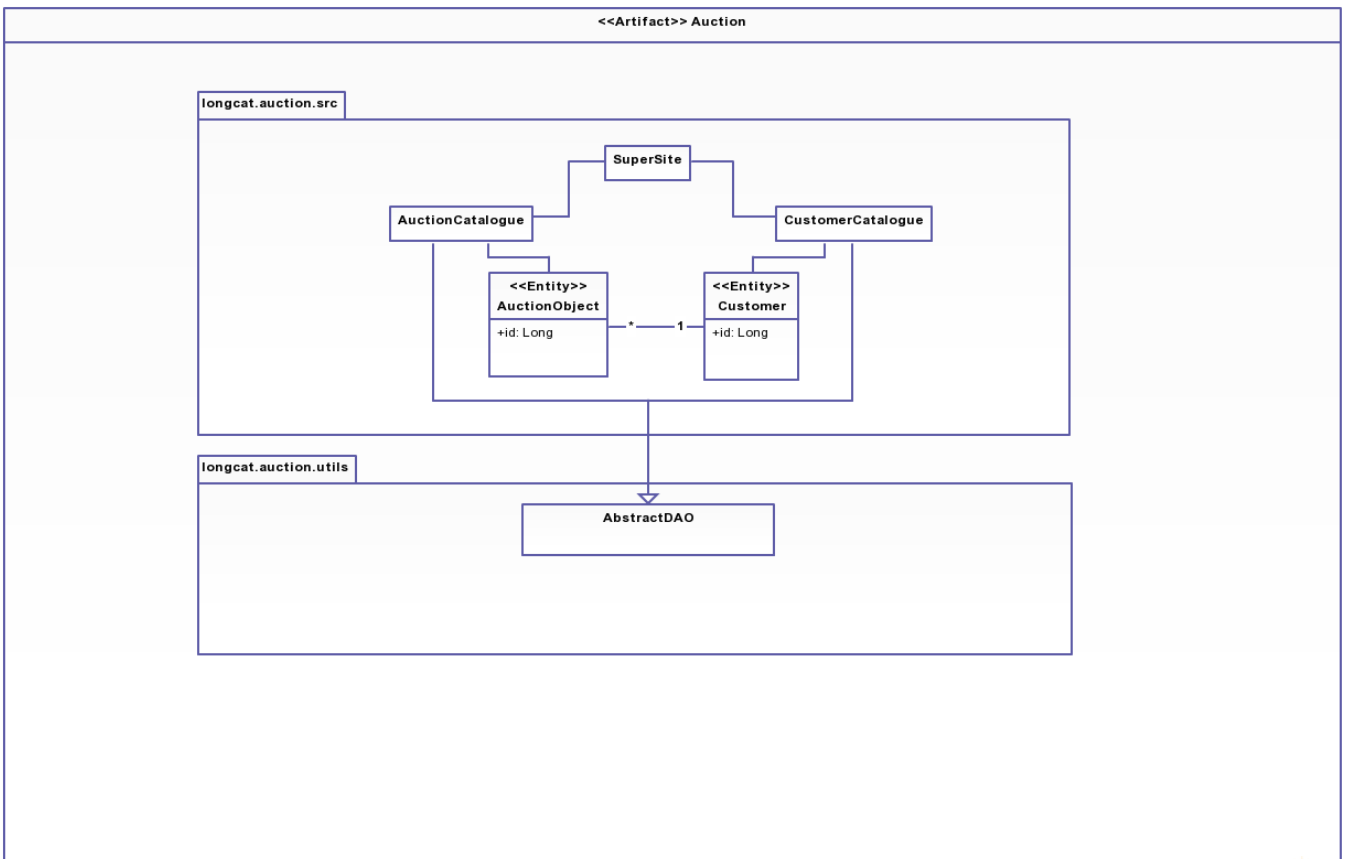 <<Artifact>> Auction
longcat.auction.src
SuperSite
AuctionCatalogue
CustomerCatalogue
<<Entity>>
AuctionObject
+id: Long
<<Entity>>
Customer
+id: Long
* 1
longcat.auction.utils
AbstractDAO